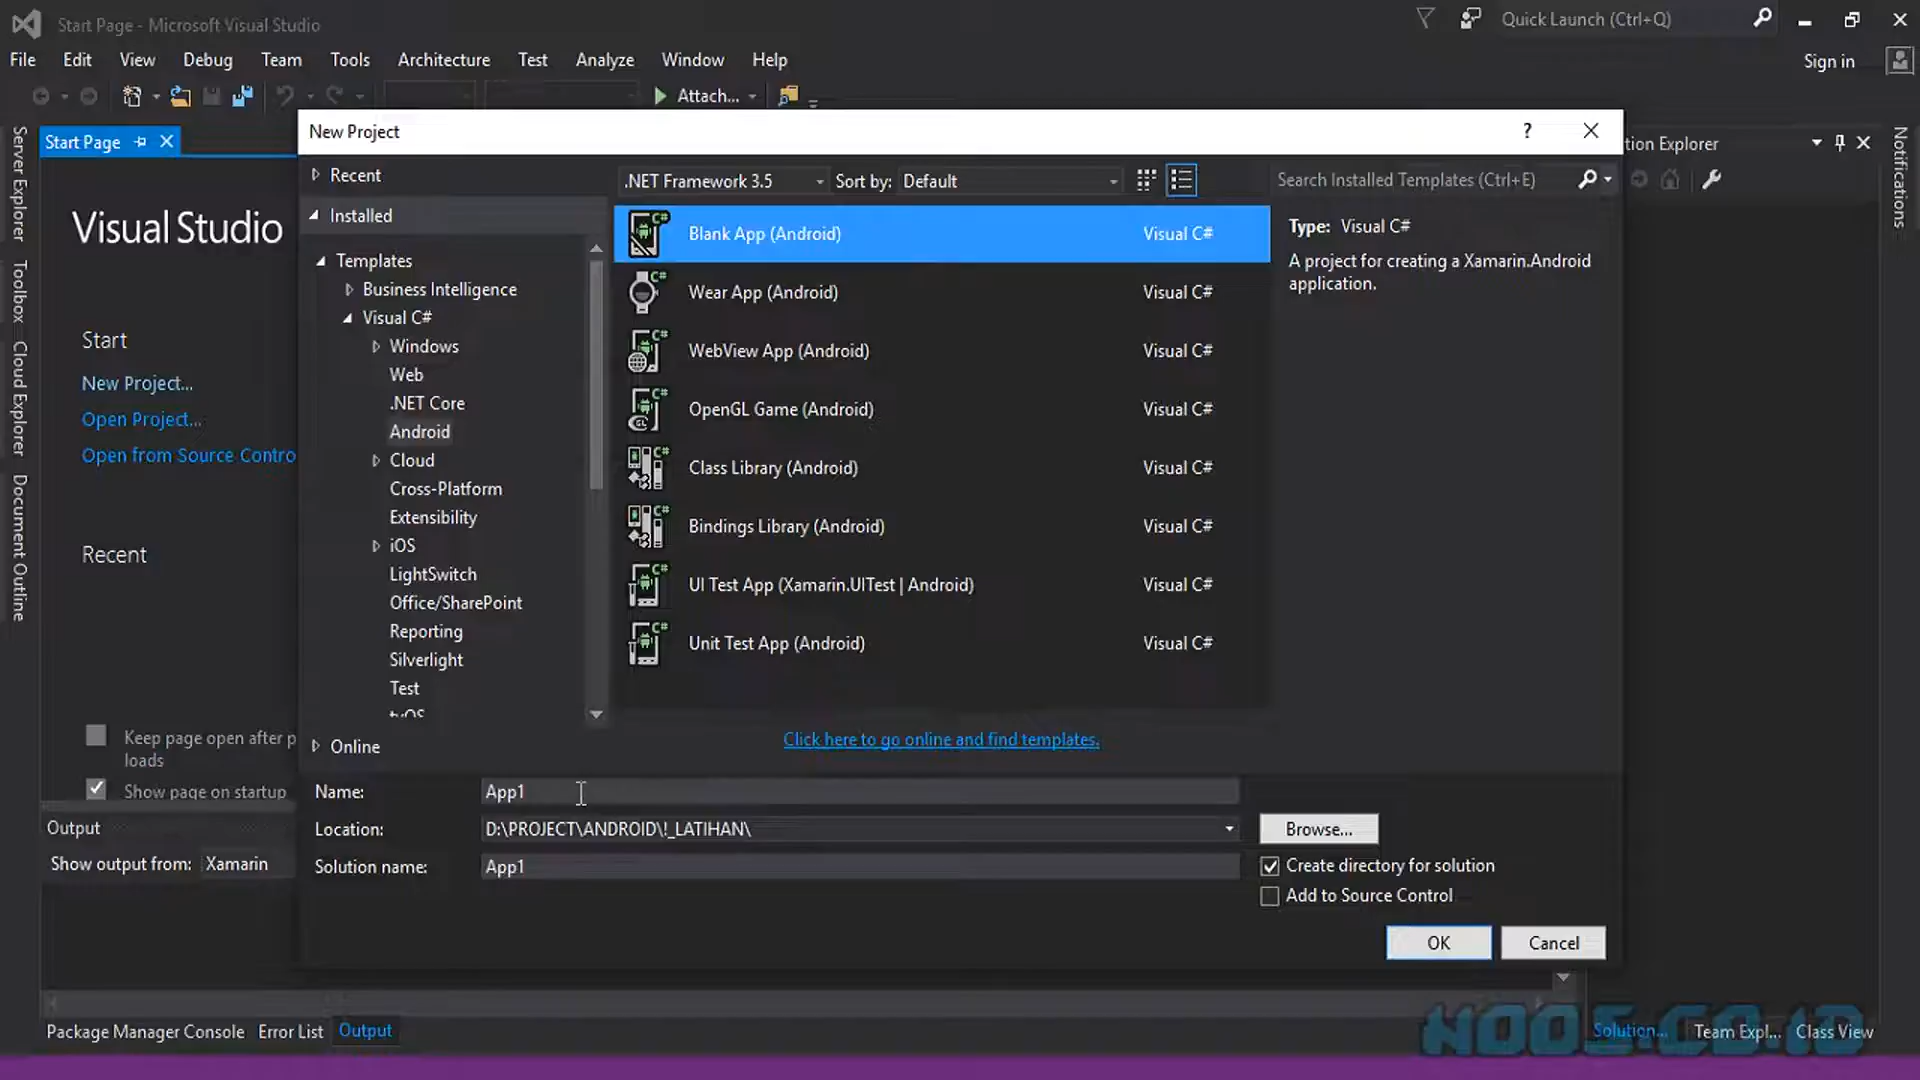 Start Page - Microsoft Visual Studio
Quick Launch (Ctrl+Q)
File Edit View Debug Team Tools Architecture Test Analyze Window Help
Sign in
Attach...
Server Explorer
Toolbox
Cloud Explorer
Document Outline
Start Page
Visual Studio
Start
New Project...
Open Project...
Open from Source Contro
Recent
Keep page open after p
loads
Show page on startup
New Project
?
Recent
Installed
Templates
Business Intelligence
Visual C#
Windows
Web
.NET Core
Android
Cloud
Cross-Platform
Extensibility
iOS
LightSwitch
Office/SharePoint
Reporting
Silverlight
Test
tvOS
Online
.NET Framework 3.5 Sort by: Default
Search Installed Templates (Ctrl+E)
Blank App (Android) Visual C#
Wear App (Android) Visual C#
WebView App (Android) Visual C#
OpenGL Game (Android) Visual C#
Class Library (Android) Visual C#
Bindings Library (Android) Visual C#
UI Test App (Xamarin.UITest | Android) Visual C#
Unit Test App (Android) Visual C#
Click here to go online and find templates.
Type: Visual C#
A project for creating a Xamarin.Android
application.
Name: App1
Location: D:\PROJECT\ANDROID\!_LATIHAN\
Browse...
Solution name: App1
Create directory for solution
Add to Source Control
OK Cancel
tion Explorer
Notifications
Output
Show output from: Xamarin
Package Manager Console Error List Output
NOOS.CO.ID
Solution... Team Expl... Class View